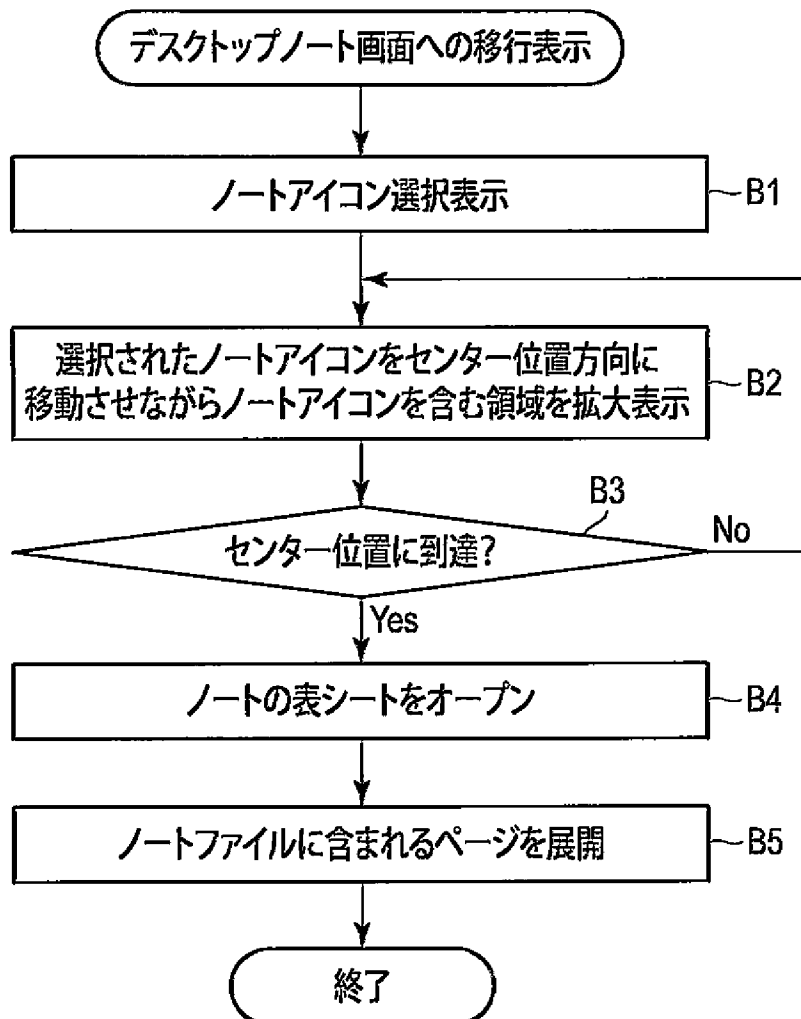 デスクトップノート画面への移行表示
ノートアイコン選択表示
B1
選択されたノートアイコンをセンター位置方向に
移動させながらノートアイコンを含む領域を拡大表示
B2
B3
センター位置に到達?
No
Yes
ノートの表シートをオープン
B4
ノートファイルに含まれるページを展開
B5
終了